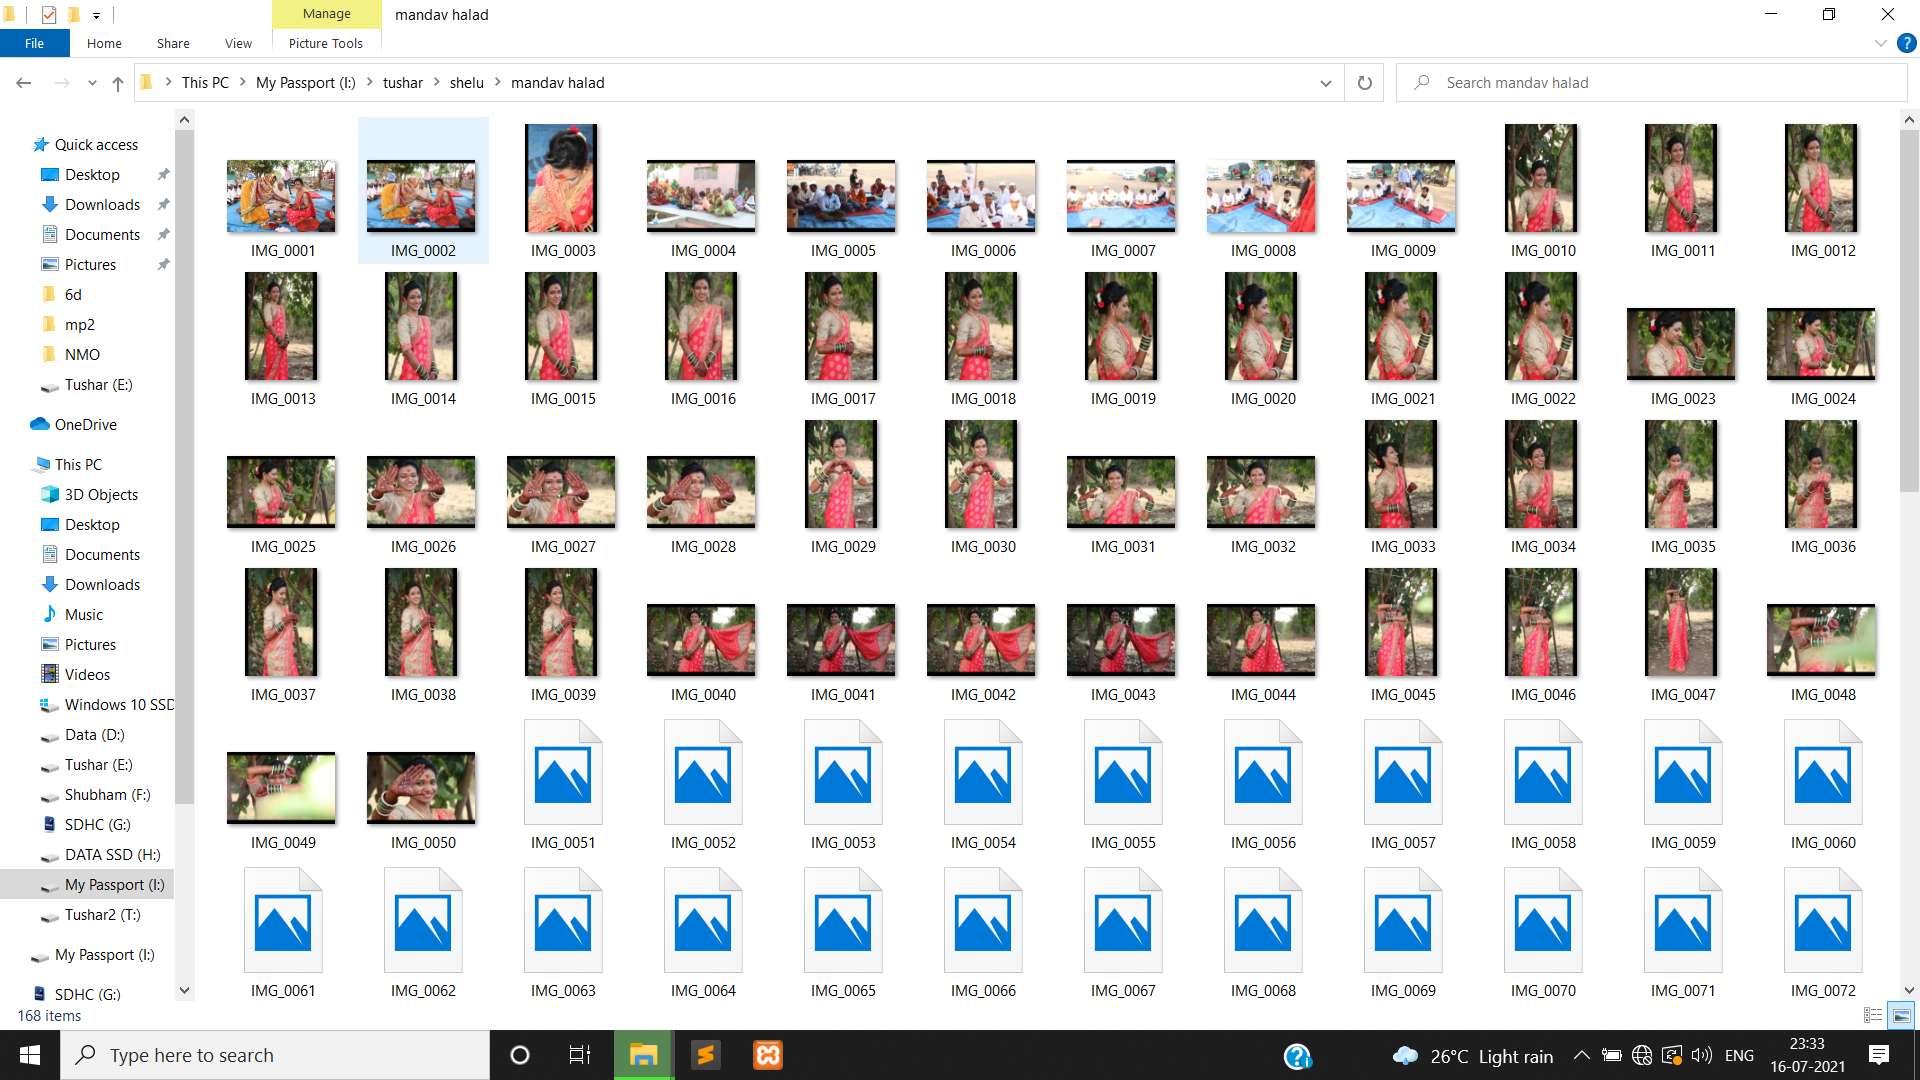 Manage
mandav halad
File
Home
Share
View
Picture Tools
?
This PC
My Passport (I:)
tushar
shelu
mandav halad
Search mandav halad
Quick access
Desktop
Downloads
Documents
Pictures
6d
mp2
NMO
Tushar (E:)
OneDrive
This PC
3D Objects
Desktop
Documents
Downloads
Music
Pictures
Videos
Windows 10 SSD
Data (D:)
Tushar (E:)
Shubham (F:)
SDHC (G:)
DATA SSD (H:)
My Passport (I:)
Tushar2 (T:)
My Passport (I:)
SDHC (G:)
IMG_0001 IMG_0002 IMG_0003 IMG_0004 IMG_0005 IMG_0006 IMG_0007 IMG_0008 IMG_0009 IMG_0010 IMG_0011 IMG_0012
IMG_0013 IMG_0014 IMG_0015 IMG_0016 IMG_0017 IMG_0018 IMG_0019 IMG_0020 IMG_0021 IMG_0022 IMG_0023 IMG_0024
IMG_0025 IMG_0026 IMG_0027 IMG_0028 IMG_0029 IMG_0030 IMG_0031 IMG_0032 IMG_0033 IMG_0034 IMG_0035 IMG_0036
IMG_0037 IMG_0038 IMG_0039 IMG_0040 IMG_0041 IMG_0042 IMG_0043 IMG_0044 IMG_0045 IMG_0046 IMG_0047 IMG_0048
IMG_0049 IMG_0050 IMG_0051 IMG_0052 IMG_0053 IMG_0054 IMG_0055 IMG_0056 IMG_0057 IMG_0058 IMG_0059 IMG_0060
IMG_0061 IMG_0062 IMG_0063 IMG_0064 IMG_0065 IMG_0066 IMG_0067 IMG_0068 IMG_0069 IMG_0070 IMG_0071 IMG_0072
168 items
Type here to search
26°C Light rain
ENG
23:33
16-07-2021